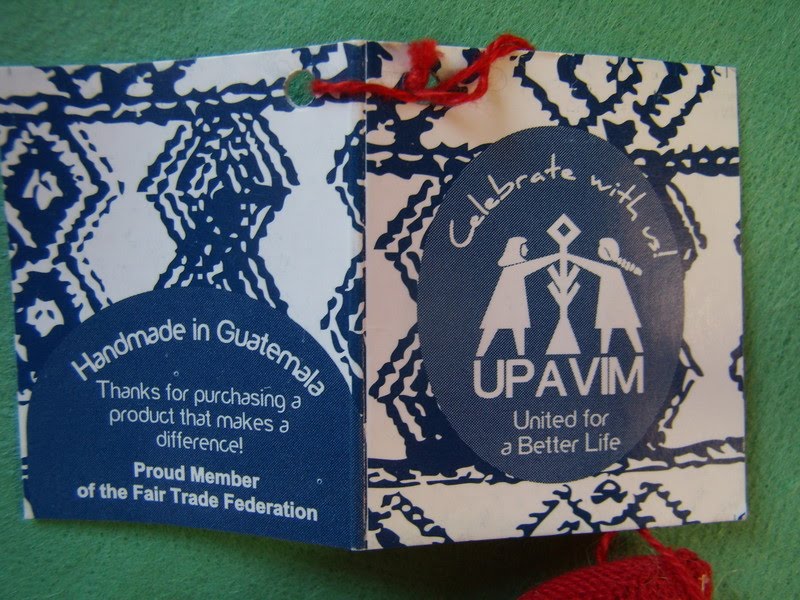 Handmade in Guatemala
Thanks for purchasing a
product that makes a
difference!
Proud Member
of the Fair Trade Federation
Celebrate with us!
UPAVIM
United for
a Better Life